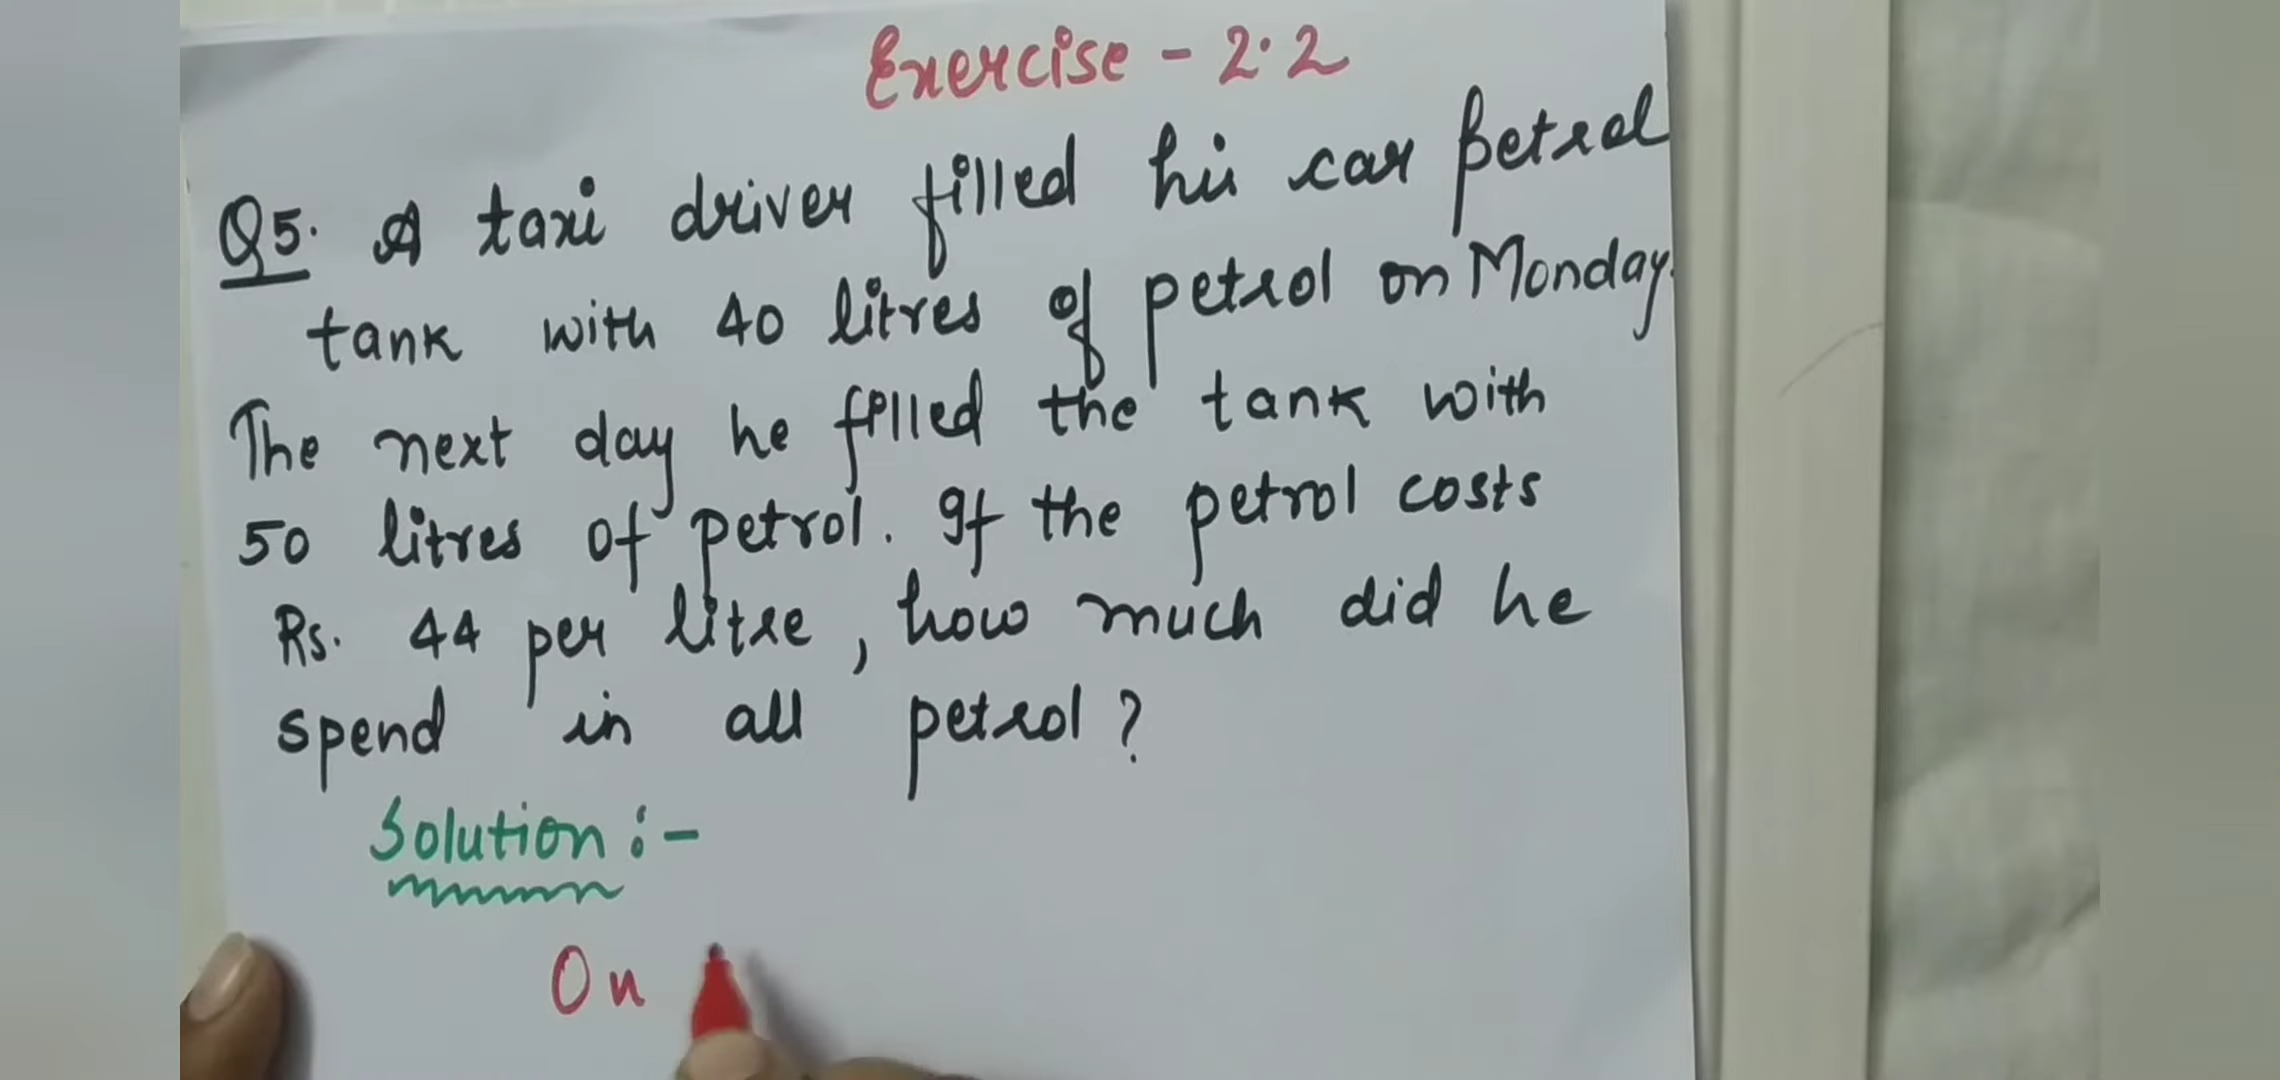 Exercise - 2.2
Q5. A taxi driver filled his car petrol
tank with 40 litres of petrol on Monday.
The next day he filled the tank with
50 litres of petrol. If the petrol costs
Rs. 44 per litre, how much did he
spend in all petrol?
Solution :-
On